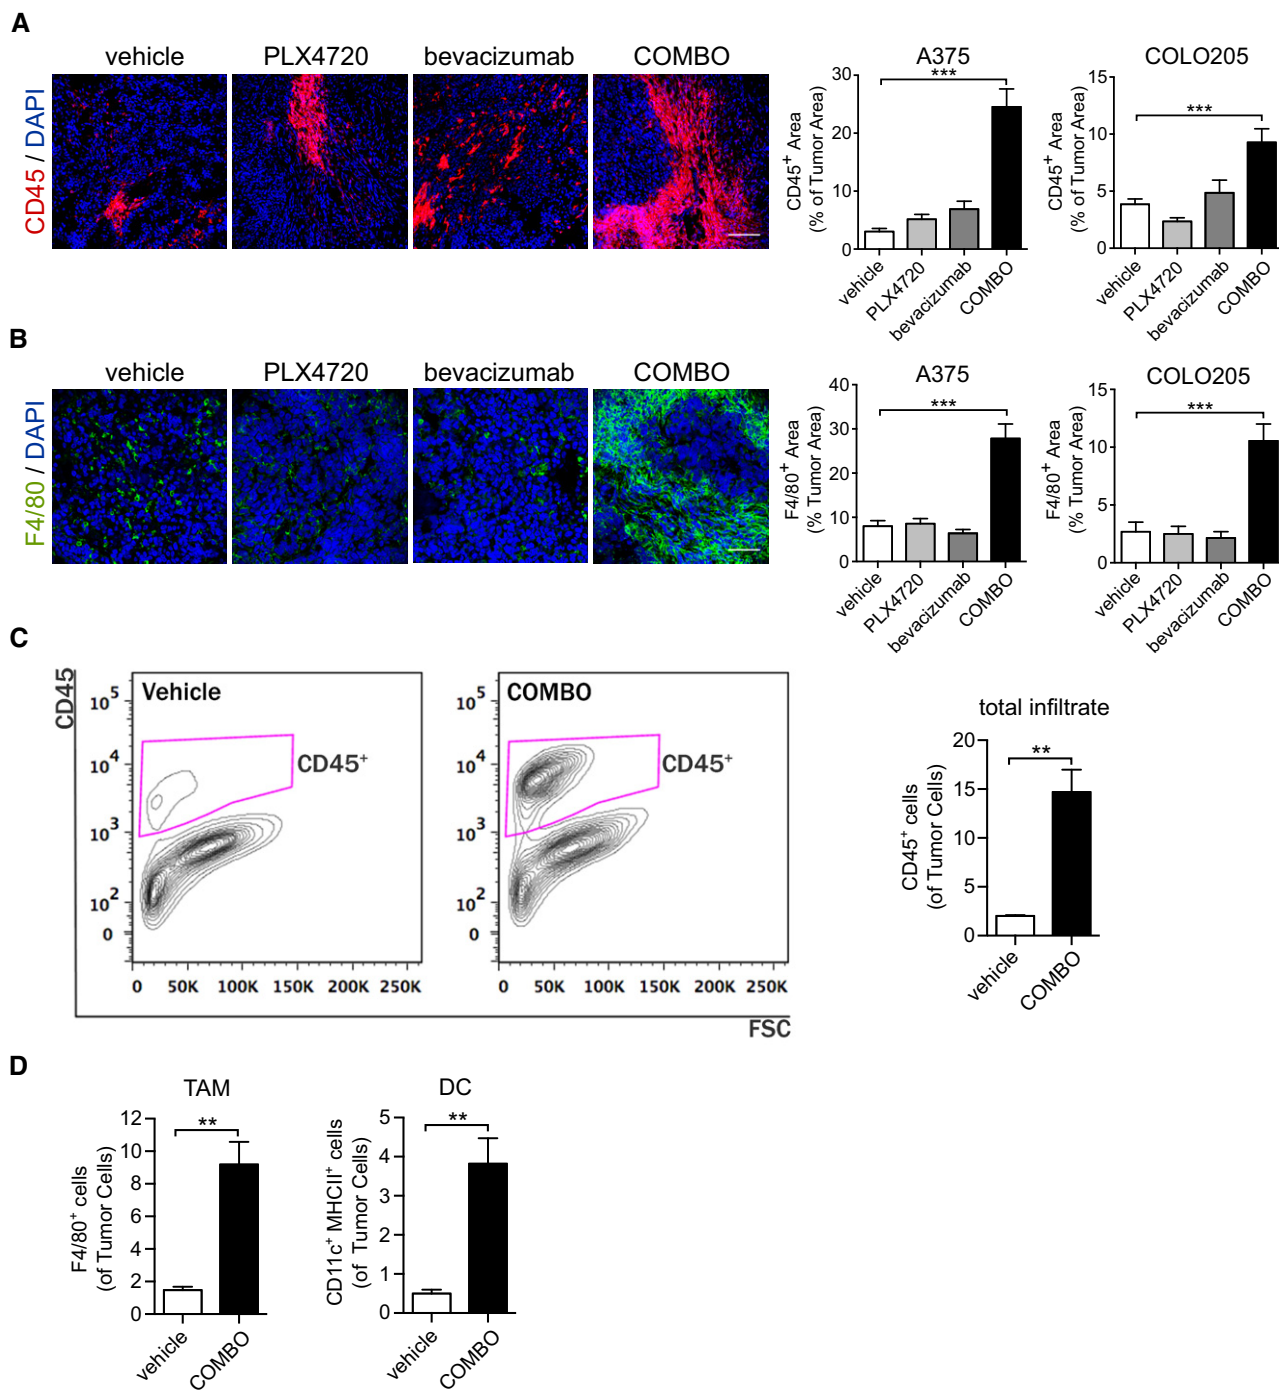 A
vehicle PLX4720 bevacizumab COMBO
CD45 / DAPI
A375
***
CD45+ Area
(% of Tumor Area)
30
20
10
0
vehicle
PLX4720
bevacizumab
COMBO
COLO205
***
CD45+ Area
(% of Tumor Area)
15
10
5
0
vehicle
PLX4720
bevacizumab
COMBO
B
vehicle PLX4720 bevacizumab COMBO
F4/80 / DAPI
A375
***
F4/80+ Area
(% Tumor Area)
40
30
20
10
0
vehicle
PLX4720
bevacizumab
COMBO
COLO205
***
F4/80+ Area
(% Tumor Area)
15
10
5
0
vehicle
PLX4720
bevacizumab
COMBO
C
CD45
Vehicle
CD45+
10^5
10^4
10^3
10^2
0
0 50K 100K 150K 200K 250K
COMBO
CD45+
10^5
10^4
10^3
10^2
0
0 50K 100K 150K 200K 250K
FSC
total infiltrate
**
CD45+ cells
(of Tumor Cells)
20
15
10
5
0
vehicle
COMBO
D
TAM
**
F4/80+ cells
(of Tumor Cells)
12
10
8
6
4
2
0
vehicle
COMBO
DC
**
CD11c+ MHCII+ cells
(of Tumor Cells)
5
4
3
2
1
0
vehicle
COMBO